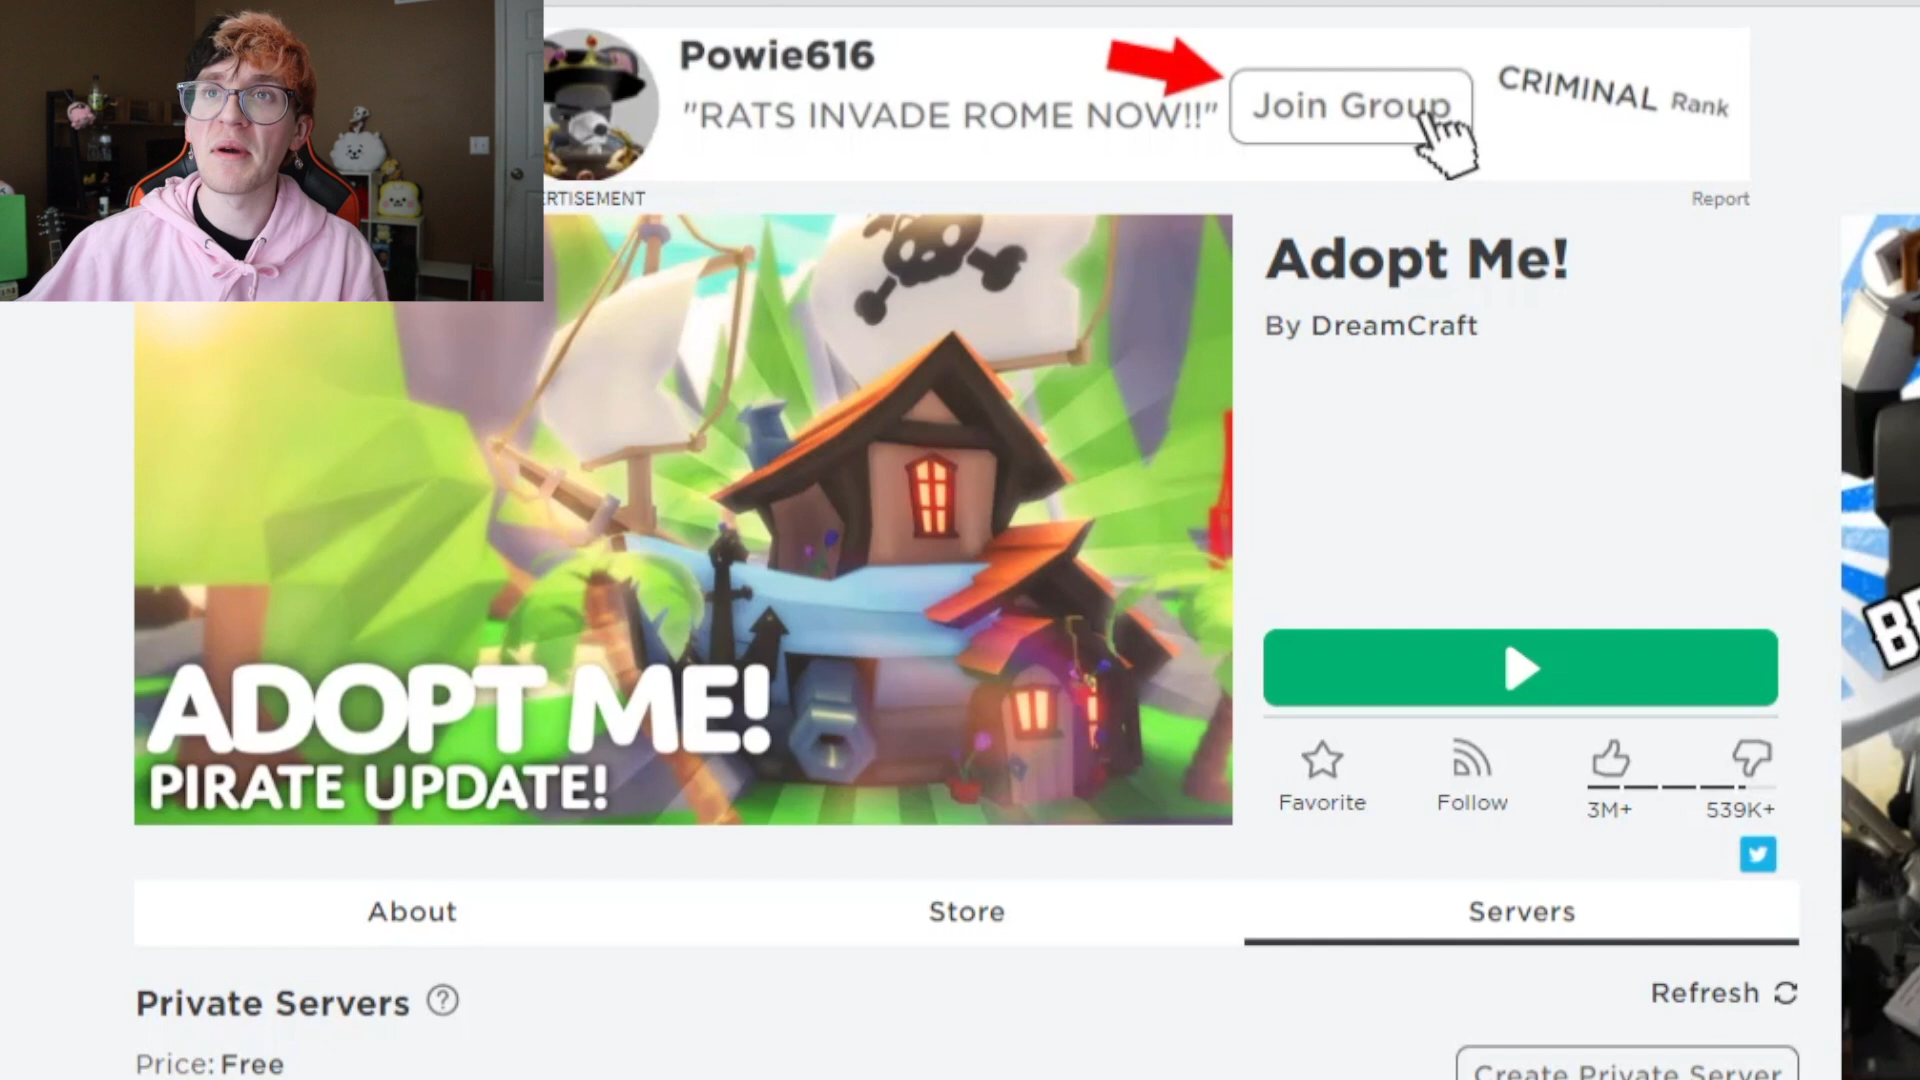 Powie616
"RATS INVADE ROME NOW!!"
Join Group
CRIMINAL Rank
ERTISEMENT
Report
Adopt Me!
By DreamCraft
ADOPT ME!
PIRATE UPDATE!
Favorite
Follow
3M+
539K+
About
Store
Servers
Private Servers ?
Refresh
Price: Free
Create Private Server